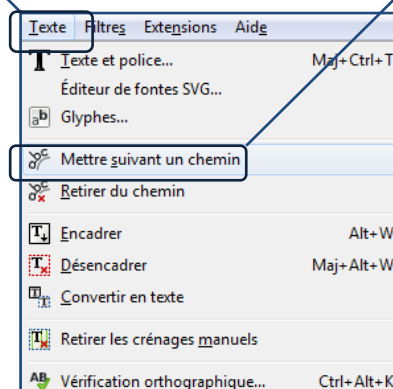 Texte Filtres Extensions Aide
Texte et police... Maj+Ctrl+T
Éditeur de fontes SVG...
Glyphes...
Mettre suivant un chemin
Retirer du chemin
Encadrer Alt+W
Désencadrer Maj+Alt+W
Convertir en texte
Retirer les crénages manuels
Vérification orthographique... Ctrl+Alt+K